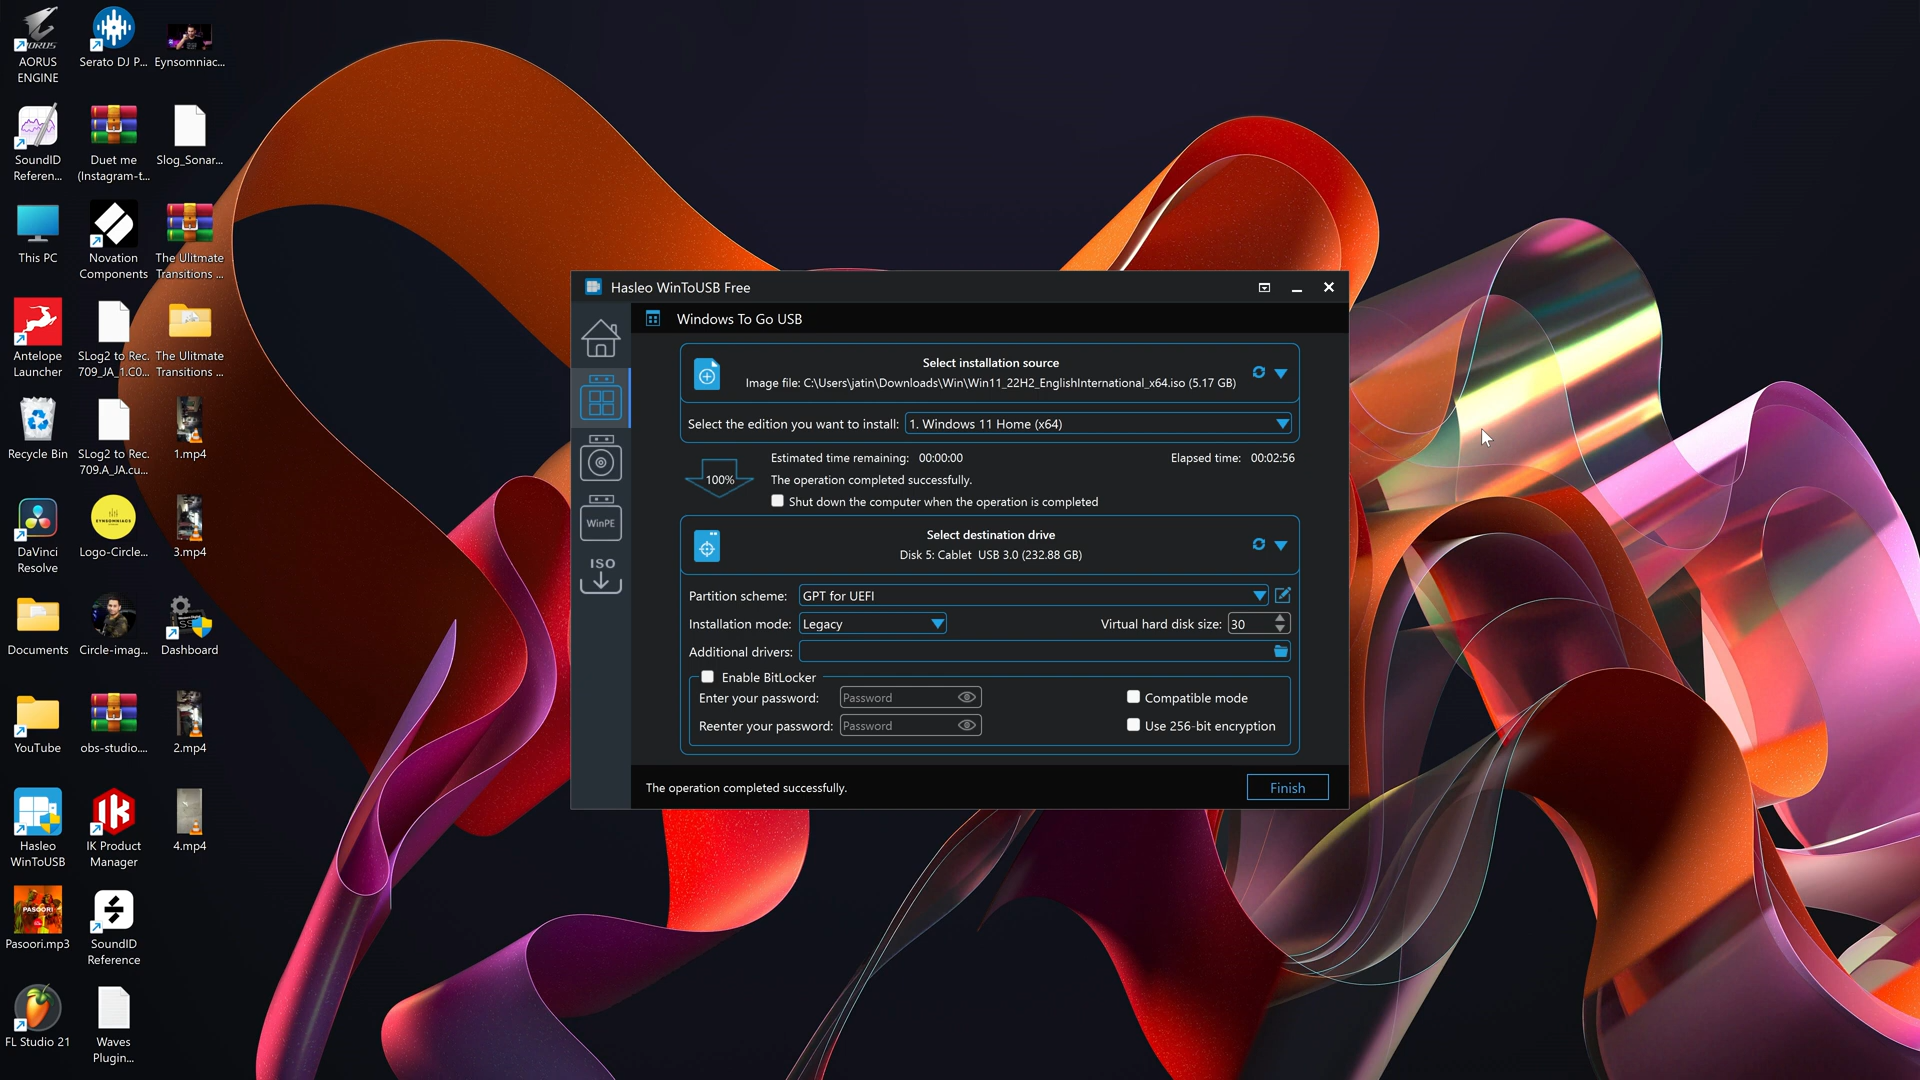 AORUS
ENGINE
Serato DJ P...
Eynsomniac...
SoundID
Referen...
Duet me
(Instagram-t...
Slog_Sonar...
This PC
Novation
Components
The Ulitmate
Transitions ...
Antelope
Launcher
SLog2 to Rec.
709_JA_1.C0...
The Ulitmate
Transitions ...
Recycle Bin
SLog2 to Rec.
709.A_JA.cu...
1.mp4
DaVinci
Resolve
Logo-Circle...
3.mp4
Documents
Circle-imag...
Dashboard
YouTube
obs-studio....
2.mp4
Hasleo
WinToUSB
IK Product
Manager
4.mp4
PASOORI
Pasoori.mp3
SoundID
Reference
FL Studio 21
Waves
Plugin...
Hasleo WinToUSB Free
Windows To Go USB
WinPE
ISO
Select installation source
Image file: C:\Users\jatin\Downloads\Win\Win11_22H2_EnglishInternational_x64.iso (5.17 GB)
Select the edition you want to install: 1. Windows 11 Home (x64)
Estimated time remaining: 00:00:00 Elapsed time: 00:02:56
100%
The operation completed successfully.
Shut down the computer when the operation is completed
Select destination drive
Disk 5: Cablet USB 3.0 (232.88 GB)
Partition scheme: GPT for UEFI
Installation mode: Legacy Virtual hard disk size: 30
Additional drivers:
Enable BitLocker
Enter your password: Password Compatible mode
Reenter your password: Password Use 256-bit encryption
The operation completed successfully. Finish